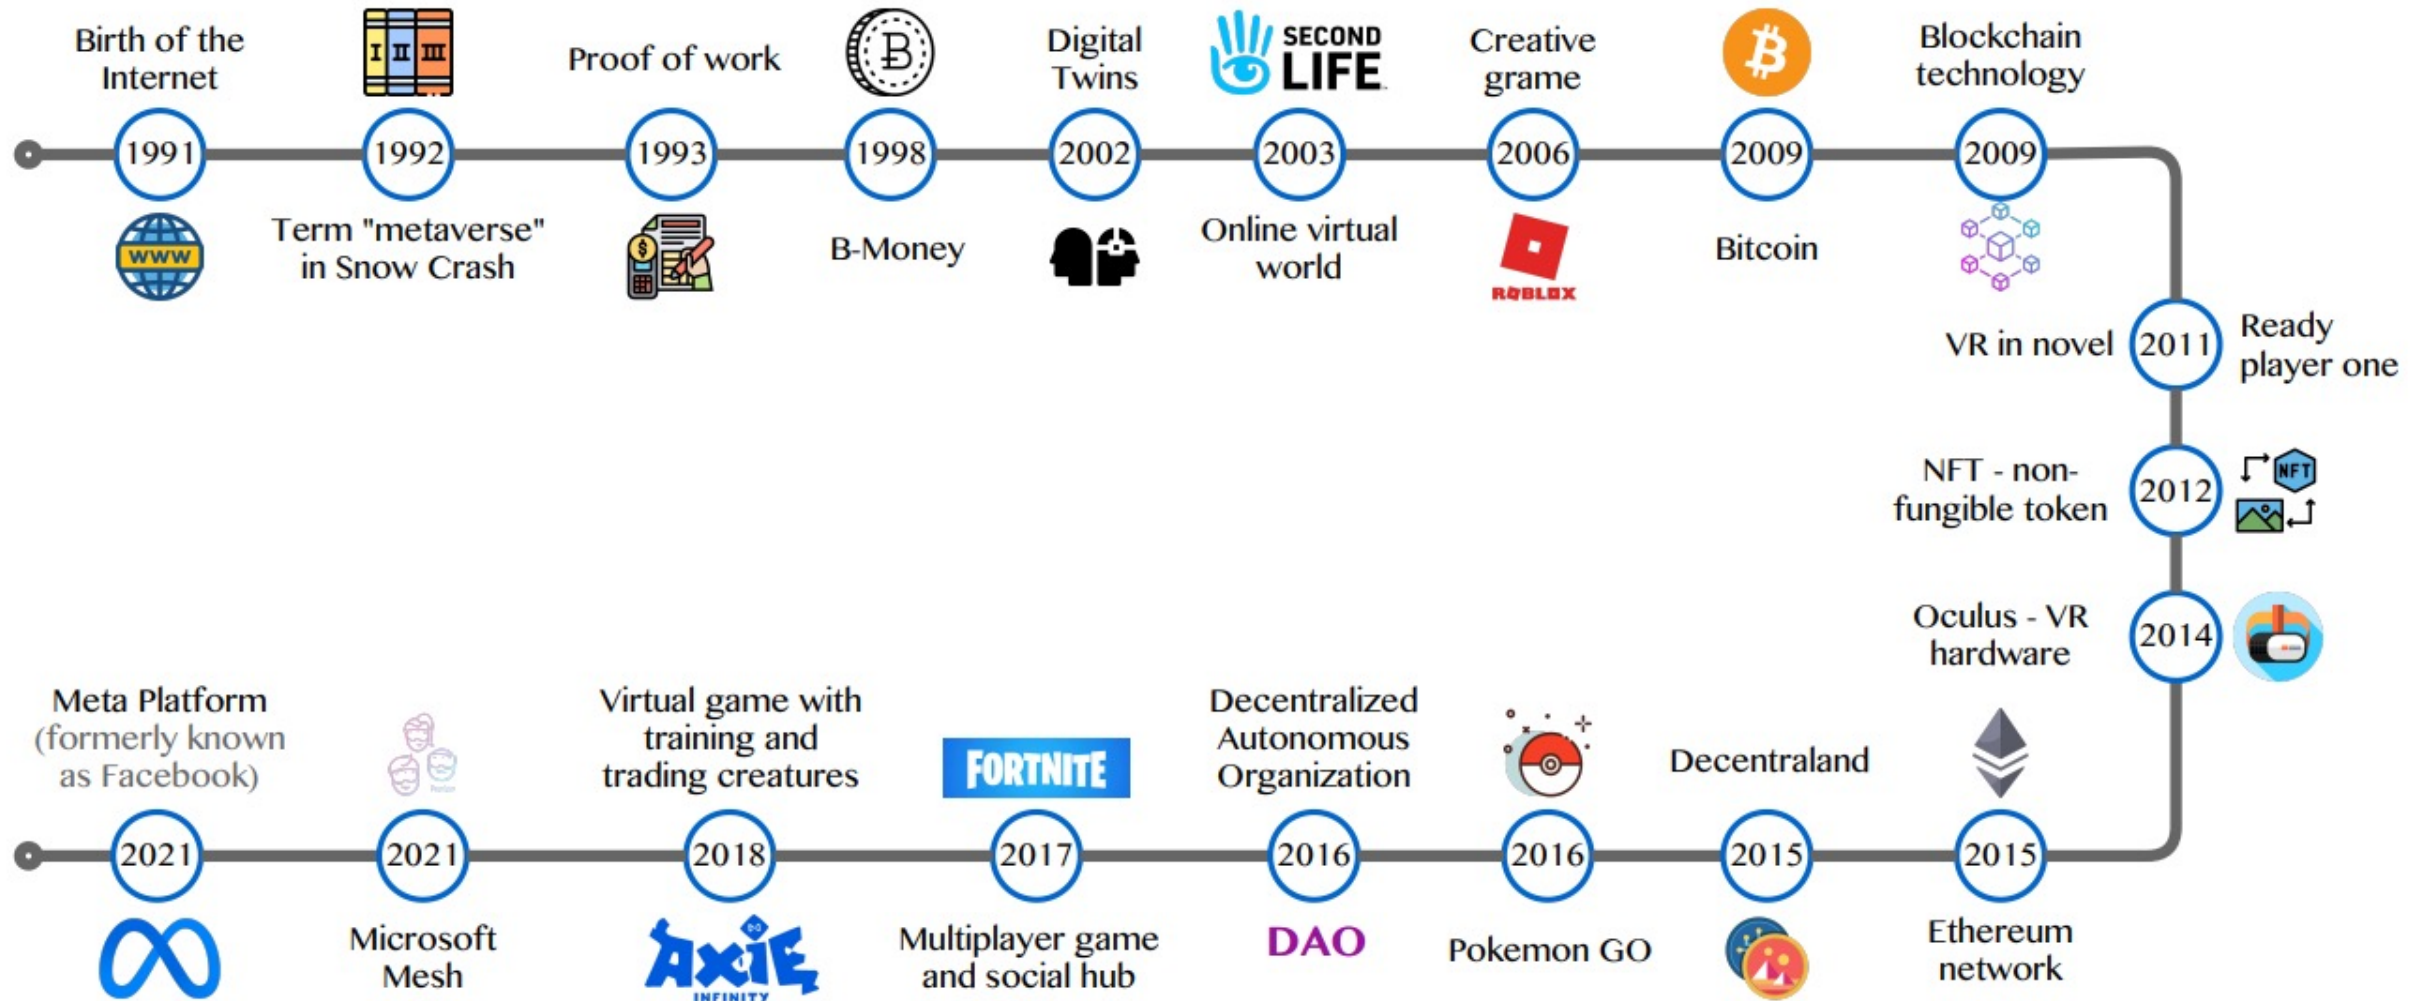 Birth of the
Internet
1991
WWW
I II III
1992
Term "metaverse"
in Snow Crash
Proof of work
1993
$
B
1998
B-Money
Digital
Twins
2002
SECOND
LIFE
2003
Online virtual
world
Creative
grame
2006
ROBLOX
B
2009
Bitcoin
Blockchain
technology
2009
VR in novel
2011
Ready
player one
NFT - non-
fungible token
2012
NFT
Oculus - VR
hardware
2014
2015
Ethereum
network
Decentraland
2015
2016
Pokemon GO
Decentralized
Autonomous
Organization
2016
DAO
FORTNITE
2017
Multiplayer game
and social hub
Virtual game with
training and
trading creatures
2018
AXIE
INFINITY
2021
Microsoft
Mesh
Meta Platform
(formerly known
as Facebook)
2021